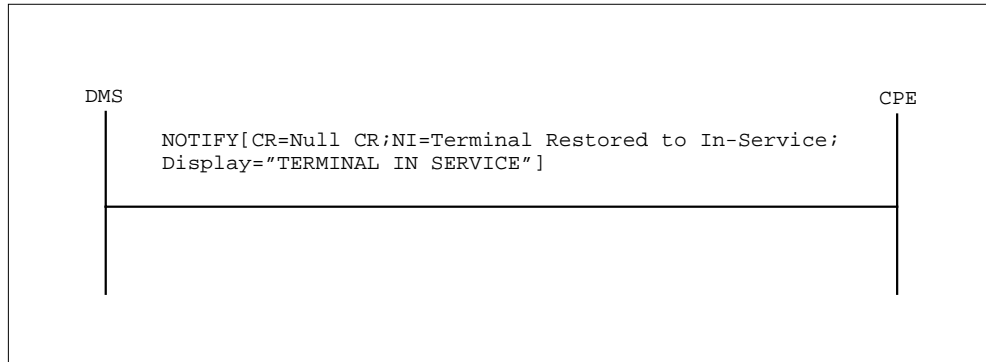 DMS
CPE
NOTIFY[CR=Null CR;NI=Terminal Restored to In-Service;
Display=″TERMINAL IN SERVICE″]